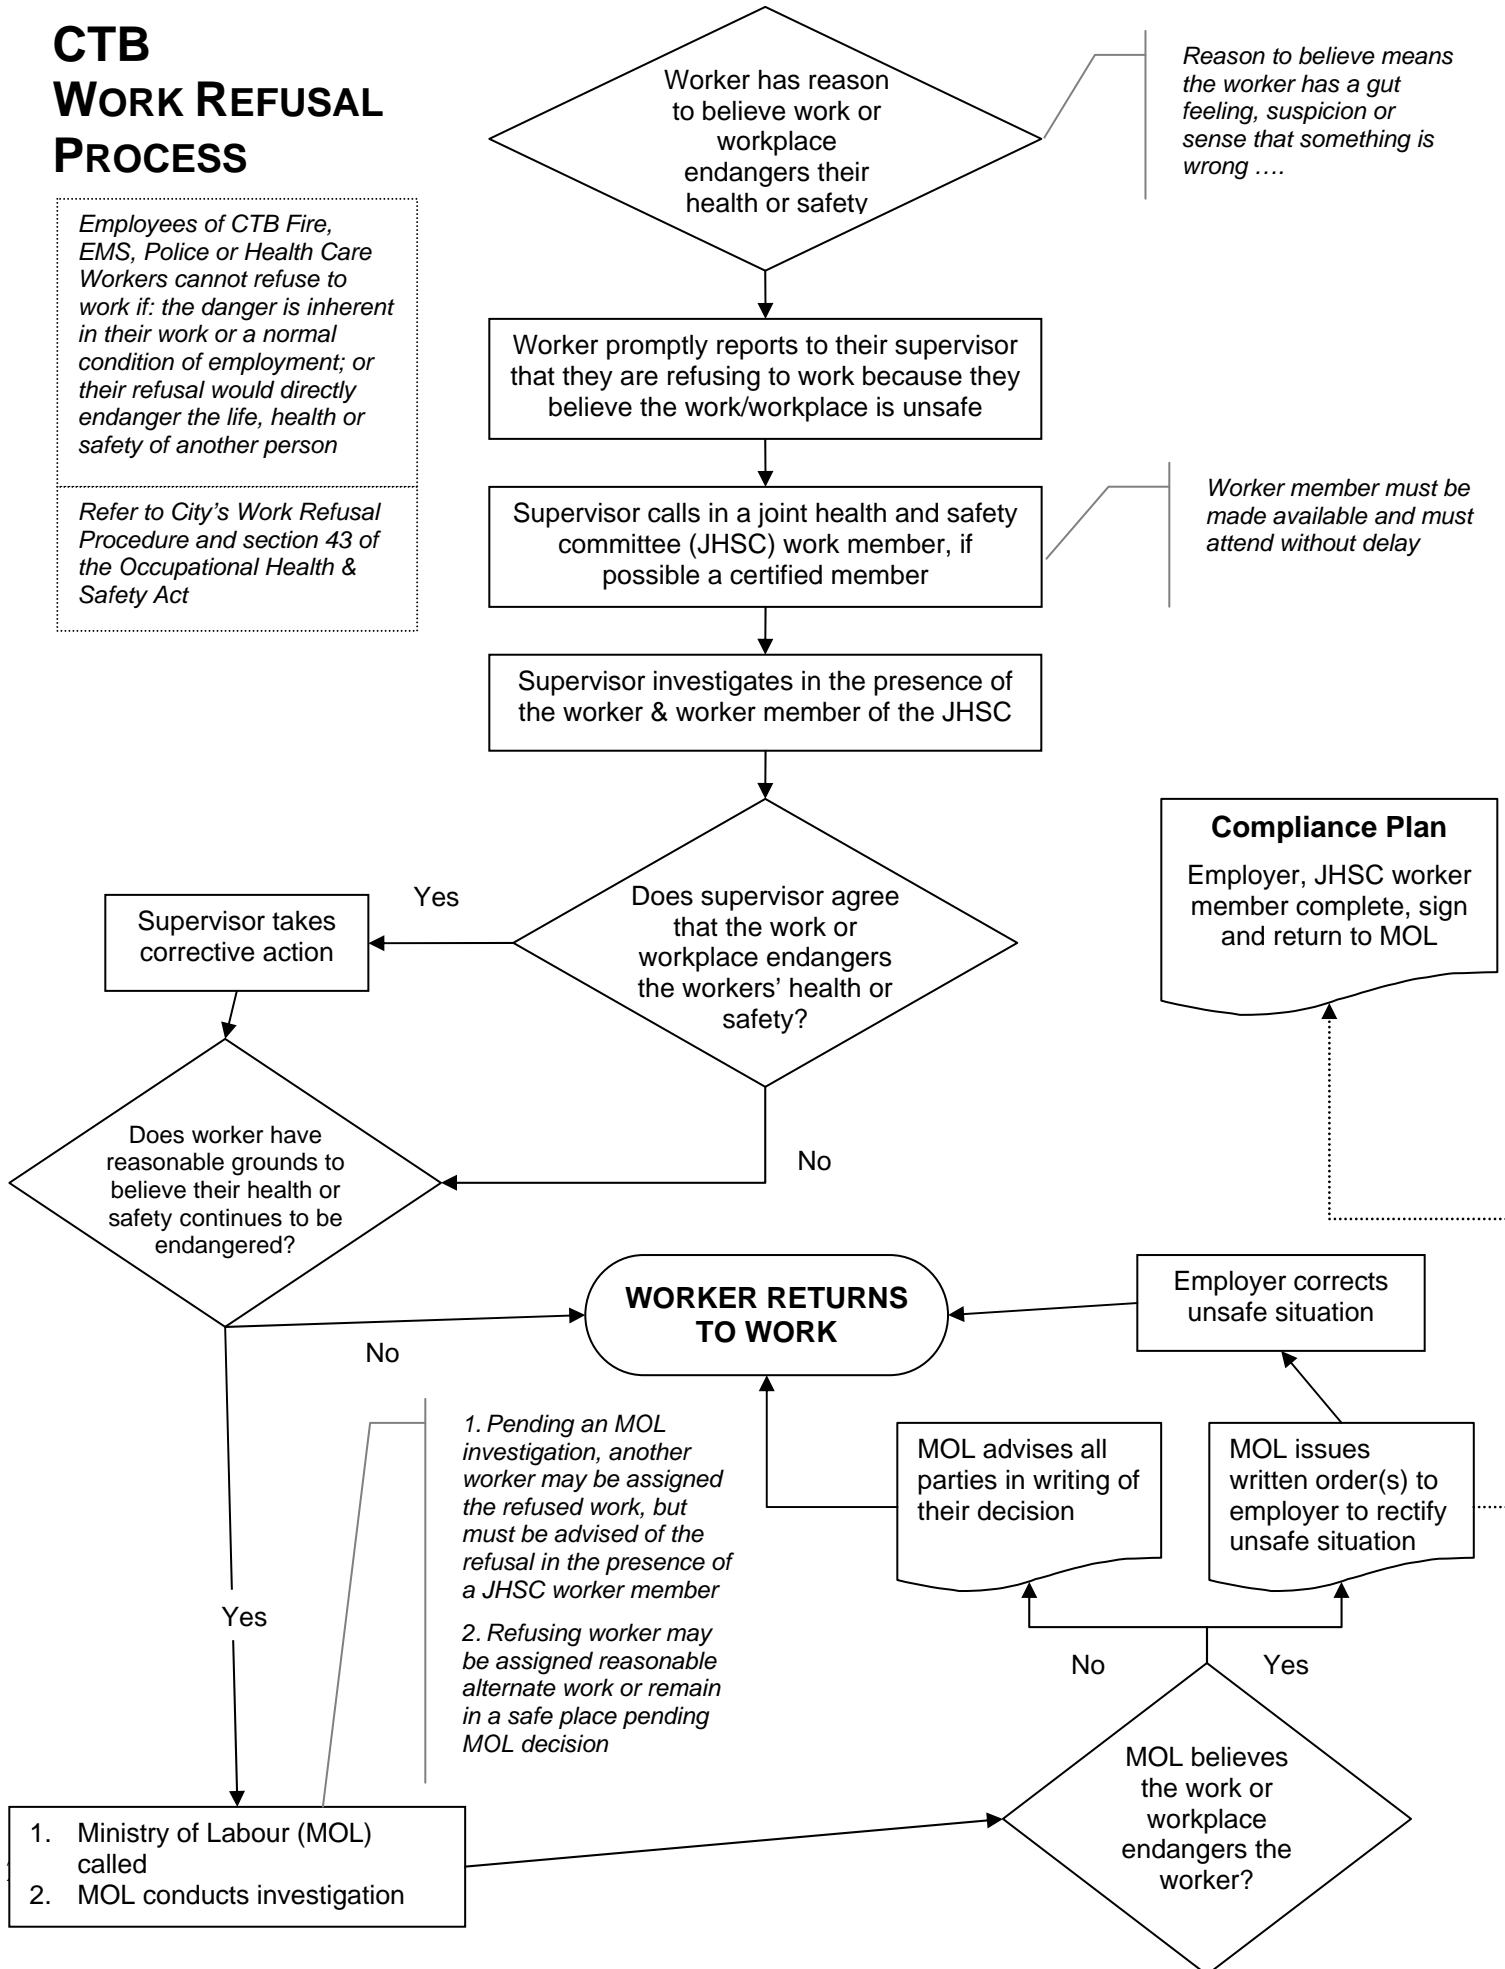 CTB
WORK REFUSAL
PROCESS
Employees of CTB Fire,
EMS, Police or Health Care
Workers cannot refuse to
work if: the danger is inherent
in their work or a normal
condition of employment; or
their refusal would directly
endanger the life, health or
safety of another person
Refer to City’s Work Refusal
Procedure and section 43 of
the Occupational Health &
Safety Act
Worker has reason
to believe work or
workplace
endangers their
health or safety
Reason to believe means
the worker has a gut
feeling, suspicion or
sense that something is
wrong ….
Worker promptly reports to their supervisor
that they are refusing to work because they
believe the work/workplace is unsafe
Supervisor calls in a joint health and safety
committee (JHSC) work member, if
possible a certified member
Worker member must be
made available and must
attend without delay
Supervisor investigates in the presence of
the worker & worker member of the JHSC
Does supervisor agree
that the work or
workplace endangers
the workers’ health or
safety?
Yes
Supervisor takes
corrective action
No
Compliance Plan
Employer, JHSC worker
member complete, sign
and return to MOL
Does worker have
reasonable grounds to
believe their health or
safety continues to be
endangered?
No
WORKER RETURNS
TO WORK
Employer corrects
unsafe situation
Yes
1. Pending an MOL
investigation, another
worker may be assigned
the refused work, but
must be advised of the
refusal in the presence of
a JHSC worker member
2. Refusing worker may
be assigned reasonable
alternate work or remain
in a safe place pending
MOL decision
MOL advises all
parties in writing of
their decision
MOL issues
written order(s) to
employer to rectify
unsafe situation
No
Yes
MOL believes
the work or
workplace
endangers the
worker?
1. Ministry of Labour (MOL)
called
2. MOL conducts investigation